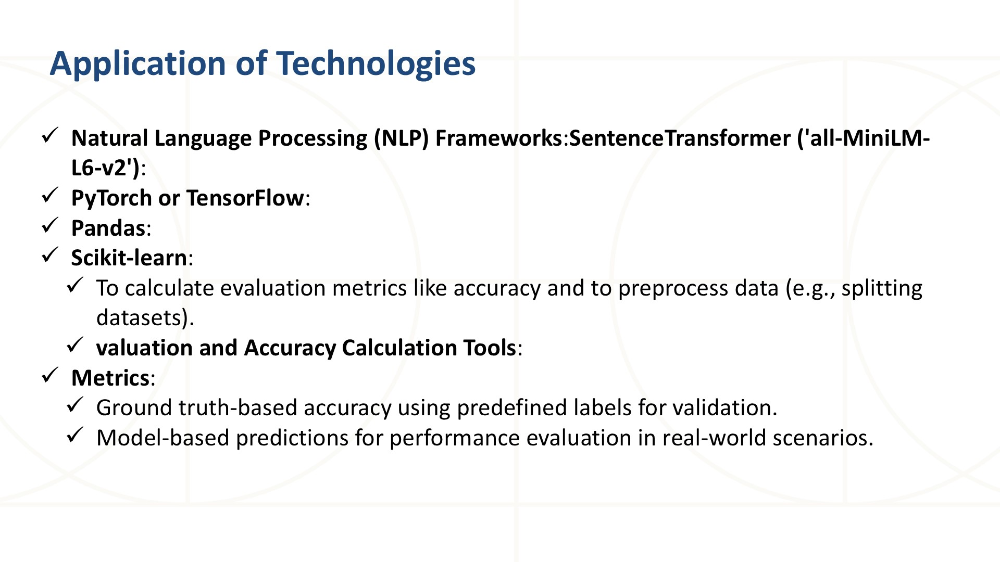 Application of Technologies
✓ Natural Language Processing (NLP) Frameworks:SentenceTransformer ('all-MiniLM-
L6-v2'):
✓ PyTorch or TensorFlow:
✓ Pandas:
✓ Scikit-learn:
✓ To calculate evaluation metrics like accuracy and to preprocess data (e.g., splitting
datasets).
✓ valuation and Accuracy Calculation Tools:
✓ Metrics:
✓ Ground truth-based accuracy using predefined labels for validation.
✓ Model-based predictions for performance evaluation in real-world scenarios.